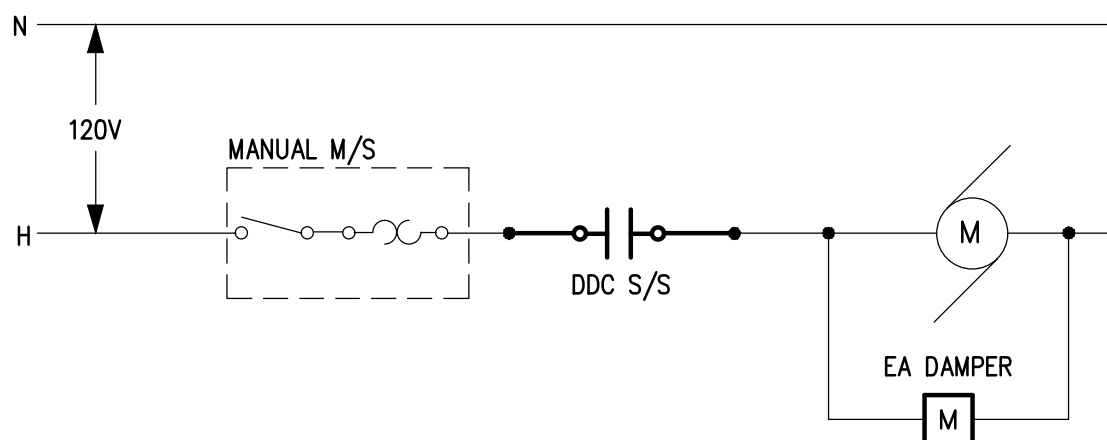 N
120V
MANUAL M/S
H
M
DDC S/S
EA DAMPER
M